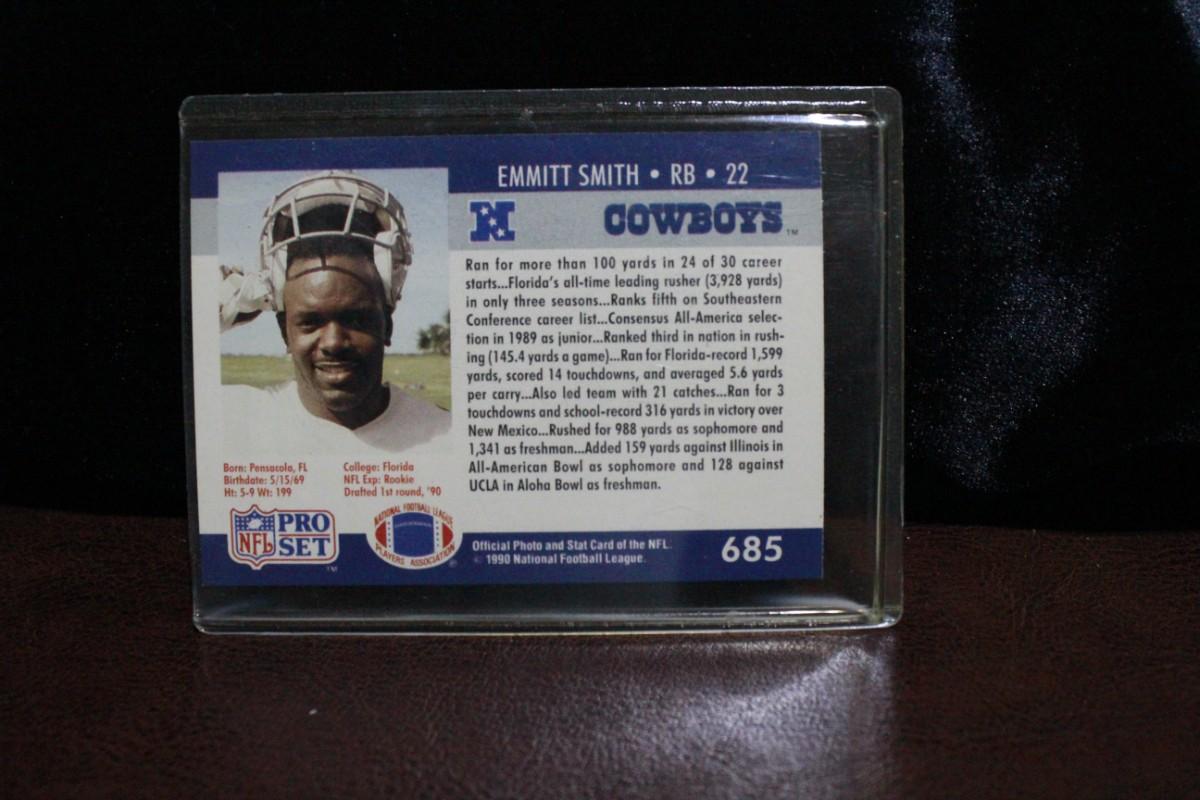 EMMITT SMITH • RB • 22
N
COWBOYS™
Ran for more than 100 yards in 24 of 30 career
starts...Florida's all-time leading rusher (3,928 yards)
in only three seasons...Ranks fifth on Southeastern
Conference career list...Consensus All-America selec-
tion in 1989 as junior...Ranked third in nation in rush-
ing (145.4 yards a game)...Ran for Florida-record 1,599
yards, scored 14 touchdowns, and averaged 5.6 yards
per carry...Also led team with 21 catches...Ran for 3
touchdowns and school-record 316 yards in victory over
New Mexico...Rushed for 988 yards as sophomore and
1,341 as freshman...Added 159 yards against Illinois in
All-American Bowl as sophomore and 128 against
UCLA in Aloha Bowl as freshman.
Born: Pensacola, FL
Birthdate: 5/15/69
Ht: 5-9 Wt: 199
College: Florida
NFL Exp: Rookie
Drafted 1st round, '90
NFL PRO SET™
NATIONAL FOOTBALL LEAGUE
PLAYERS ASSOCIATION ®
Official Photo and Stat Card of the NFL.
© 1990 National Football League.
685